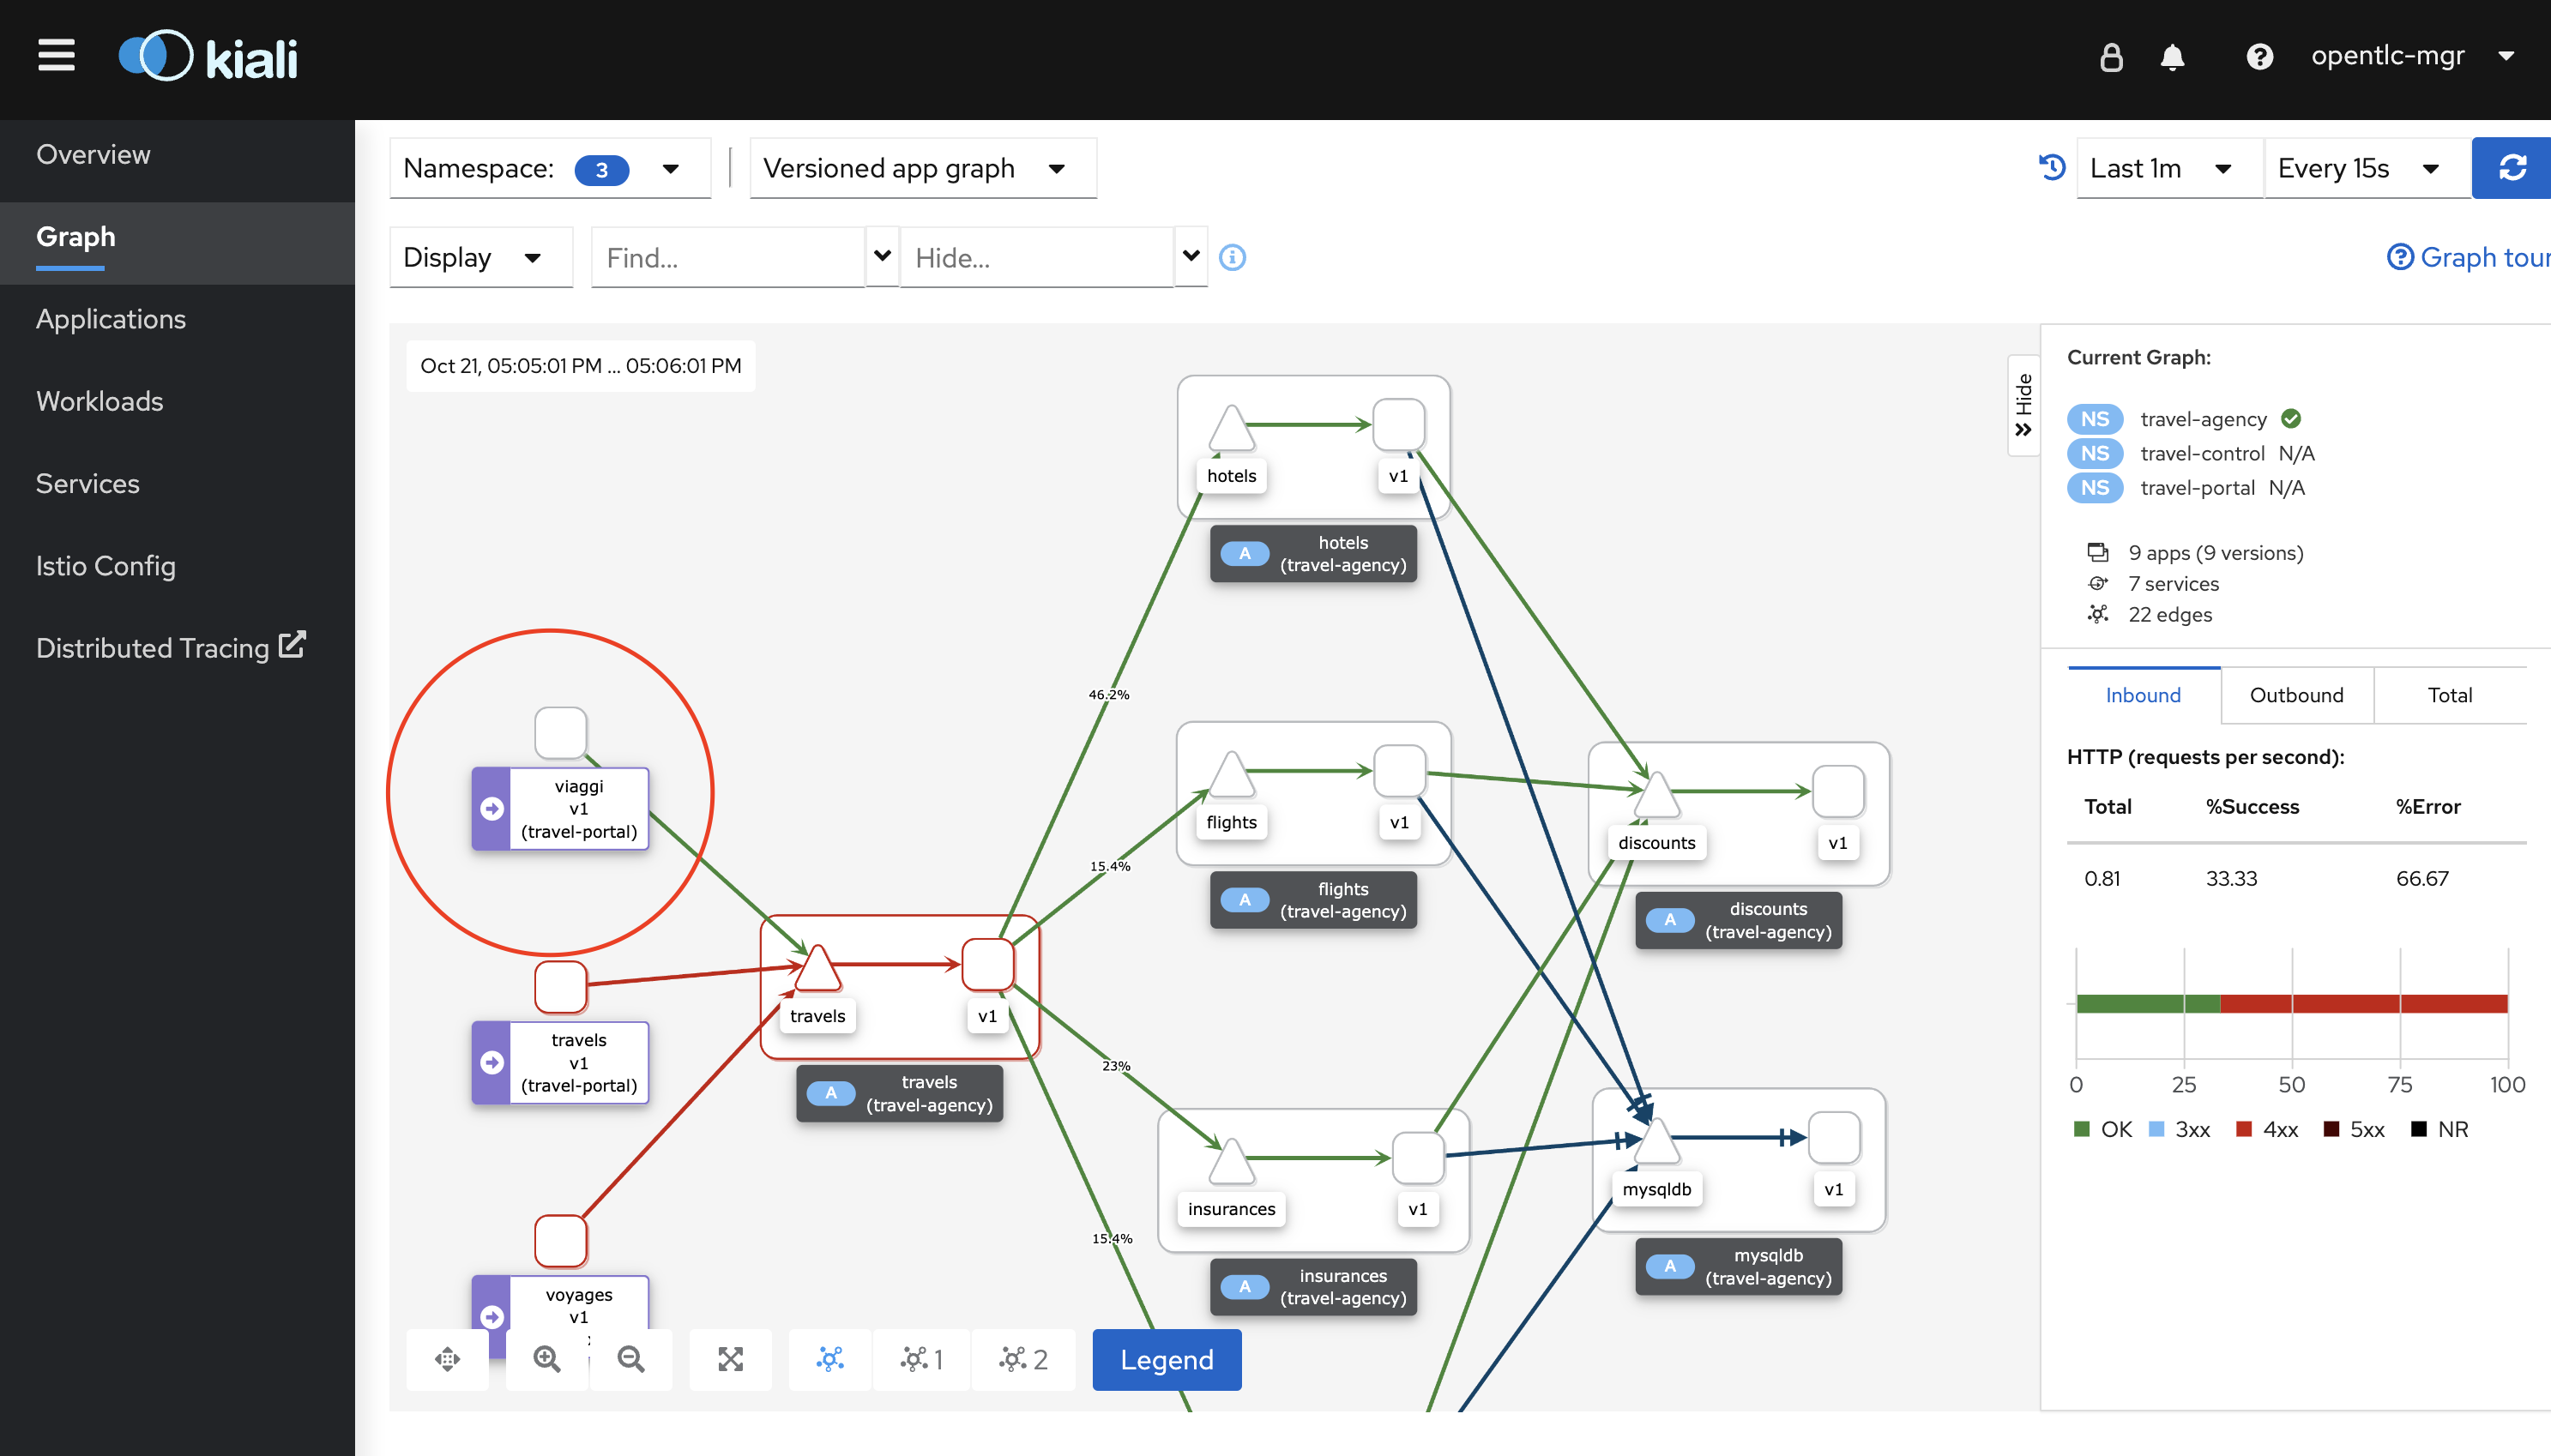 kiali
opentlc-mgr
Overview
Graph
Applications
Workloads
Services
Istio Config
Distributed Tracing
Namespace: 3
Versioned app graph
Last 1m
Every 15s
Display
Find...
Hide...
Graph tour
Oct 21, 05:05:01 PM ... 05:06:01 PM
Hide
hotels
v1
A
hotels
(travel-agency)
46.2%
viaggi
v1
(travel-portal)
flights
v1
15.4%
A
flights
(travel-agency)
discounts
v1
A
discounts
(travel-agency)
travels
v1
(travel-portal)
travels
v1
A
travels
(travel-agency)
23%
insurances
v1
A
insurances
(travel-agency)
mysqldb
v1
A
mysqldb
(travel-agency)
15.4%
voyages
v1
1
2
Legend
Current Graph:
NS travel-agency
NS travel-control N/A
NS travel-portal N/A
9 apps (9 versions)
7 services
22 edges
Inbound
Outbound
Total
HTTP (requests per second):
Total %Success %Error
0.81 33.33 66.67
0 25 50 75 100
OK 3xx 4xx 5xx NR